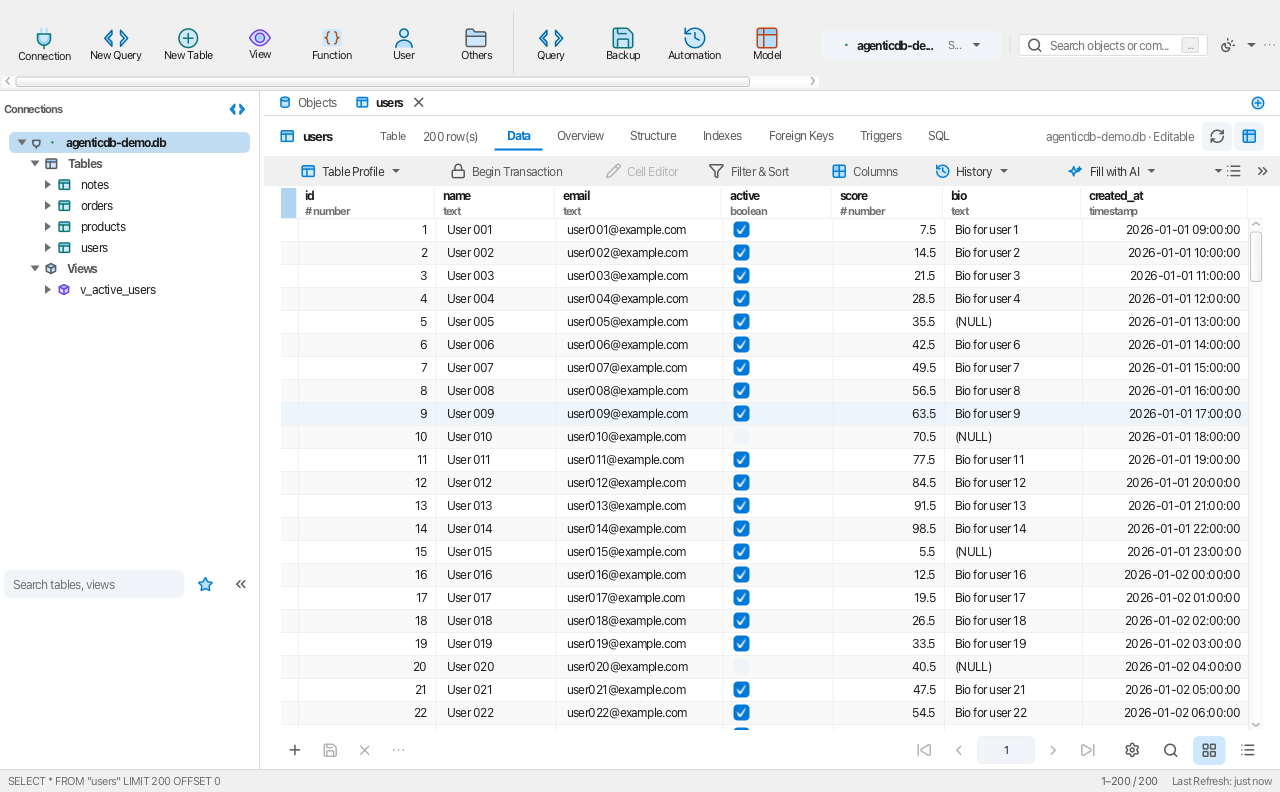 Connection
New Query
New Table
View
Function
User
Others
Query
Backup
Automation
Model
agenticdb-de...
S...
Search objects or com...
...
Connections
agenticdb-demo.db
Tables
notes
orders
products
users
Views
v_active_users
Search tables, views
Objects
users
users
Table
200 row(s)
Data
Overview
Structure
Indexes
Foreign Keys
Triggers
SQL
agenticdb-demo.db · Editable
Table Profile
Begin Transaction
Cell Editor
Filter & Sort
Columns
History
Fill with AI
id name email active score bio created_at
# number text text boolean # number text timestamp
1 User 001 user001@example.com 7.5 Bio for user 1 2026-01-01 09:00:00
2 User 002 user002@example.com 14.5 Bio for user 2 2026-01-01 10:00:00
3 User 003 user003@example.com 21.5 Bio for user 3 2026-01-01 11:00:00
4 User 004 user004@example.com 28.5 Bio for user 4 2026-01-01 12:00:00
5 User 005 user005@example.com 35.5 (NULL) 2026-01-01 13:00:00
6 User 006 user006@example.com 42.5 Bio for user 6 2026-01-01 14:00:00
7 User 007 user007@example.com 49.5 Bio for user 7 2026-01-01 15:00:00
8 User 008 user008@example.com 56.5 Bio for user 8 2026-01-01 16:00:00
9 User 009 user009@example.com 63.5 Bio for user 9 2026-01-01 17:00:00
10 User 010 user010@example.com 70.5 (NULL) 2026-01-01 18:00:00
11 User 011 user011@example.com 77.5 Bio for user 11 2026-01-01 19:00:00
12 User 012 user012@example.com 84.5 Bio for user 12 2026-01-01 20:00:00
13 User 013 user013@example.com 91.5 Bio for user 13 2026-01-01 21:00:00
14 User 014 user014@example.com 98.5 Bio for user 14 2026-01-01 22:00:00
15 User 015 user015@example.com 5.5 (NULL) 2026-01-01 23:00:00
16 User 016 user016@example.com 12.5 Bio for user 16 2026-01-02 00:00:00
17 User 017 user017@example.com 19.5 Bio for user 17 2026-01-02 01:00:00
18 User 018 user018@example.com 26.5 Bio for user 18 2026-01-02 02:00:00
19 User 019 user019@example.com 33.5 Bio for user 19 2026-01-02 03:00:00
20 User 020 user020@example.com 40.5 (NULL) 2026-01-02 04:00:00
21 User 021 user021@example.com 47.5 Bio for user 21 2026-01-02 05:00:00
22 User 022 user022@example.com 54.5 Bio for user 22 2026-01-02 06:00:00
1
SELECT * FROM "users" LIMIT 200 OFFSET 0
1–200 / 200
Last Refresh: just now